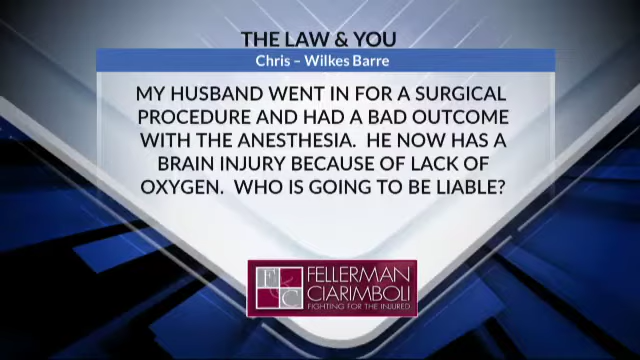 THE LAW & YOU
Chris – Wilkes Barre
MY HUSBAND WENT IN FOR A SURGICAL
PROCEDURE AND HAD A BAD OUTCOME
WITH THE ANESTHESIA. HE NOW HAS A
BRAIN INJURY BECAUSE OF LACK OF
OXYGEN. WHO IS GOING TO BE LIABLE?
F&C
FELLERMAN
CIARIMBOLI
FIGHTING FOR THE INJURED